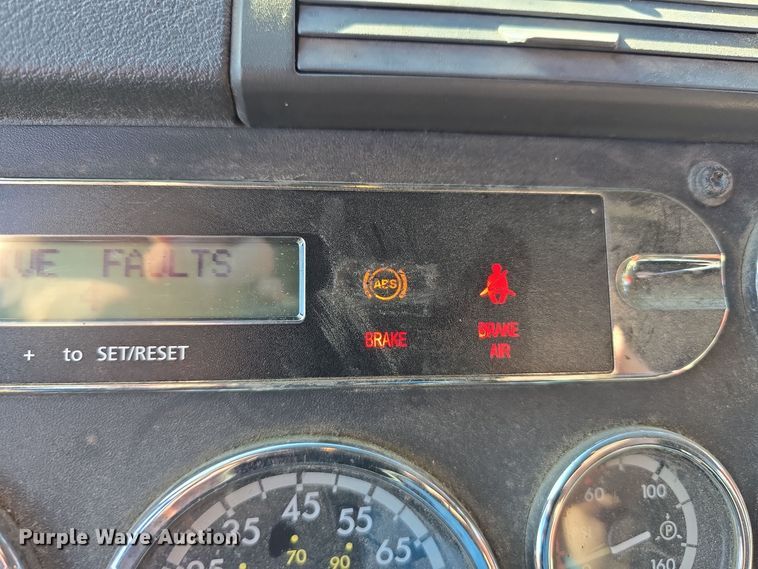 FAULTS
ABS
BRAKE
BRAKE
AIR
+ to SET/RESET
35 45 55 65
70 90
60 100
P
160
Purple Wave Auction